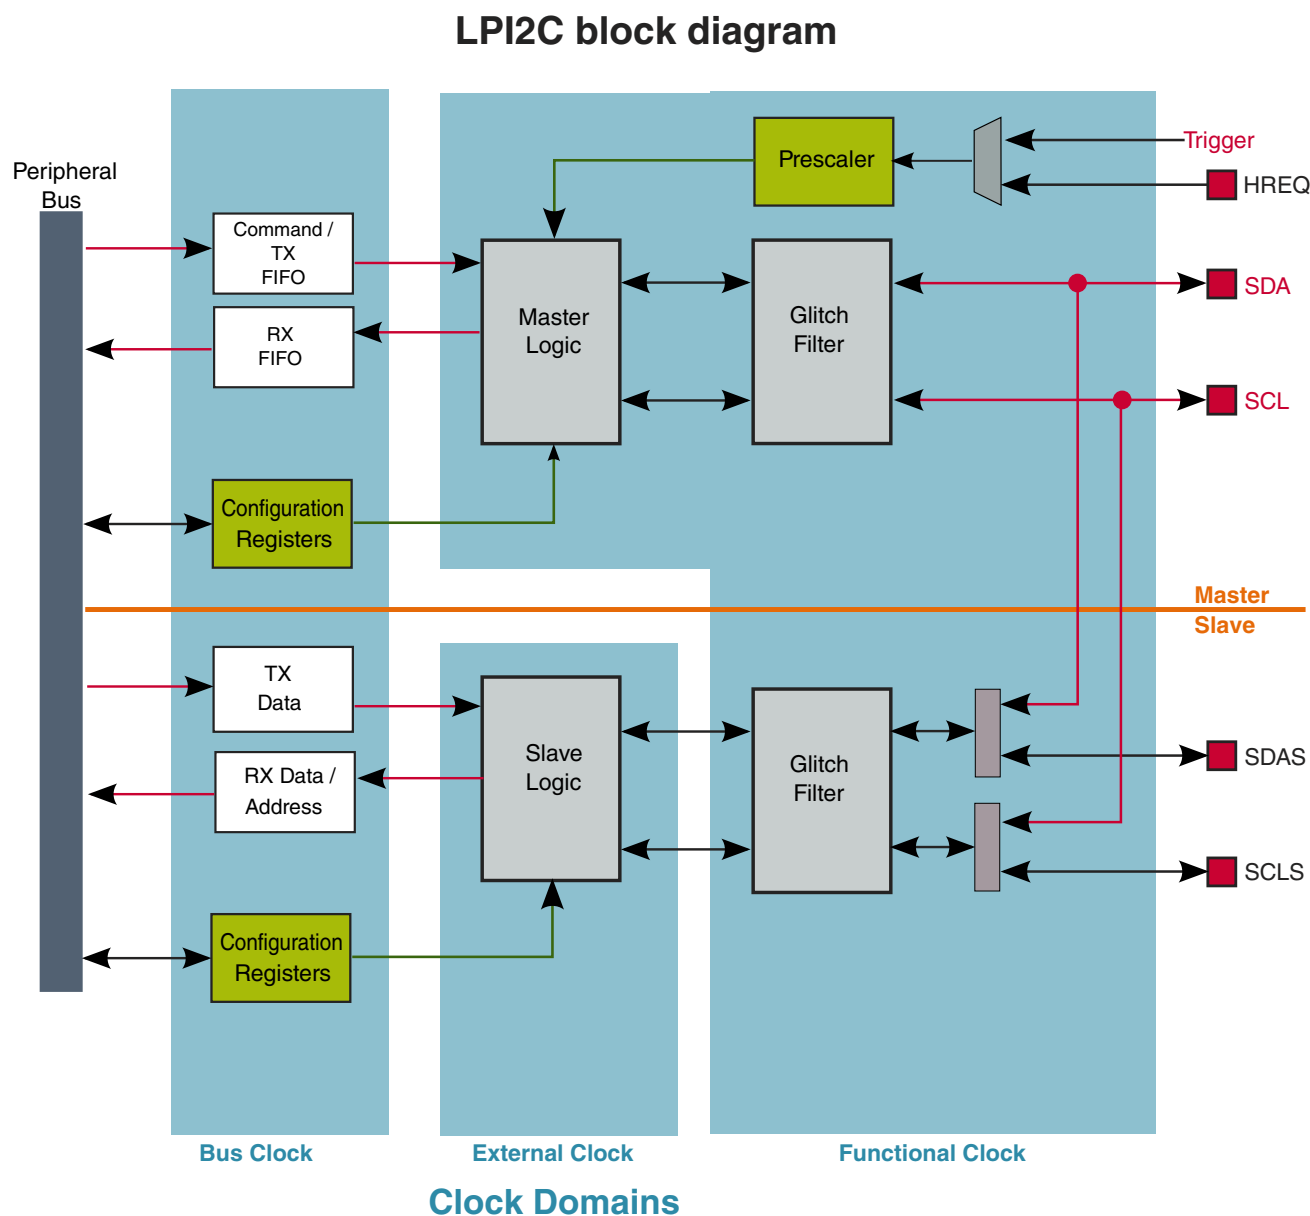 LPI2C block diagram
Peripheral
Bus
Command /
TX
FIFO
RX
FIFO
Configuration
Registers
Master
Logic
Prescaler
Glitch
Filter
Trigger
HREQ
SDA
SCL
Master
Slave
TX
Data
RX Data /
Address
Configuration
Registers
Slave
Logic
Glitch
Filter
SDAS
SCLS
Bus Clock
External Clock
Functional Clock
Clock Domains